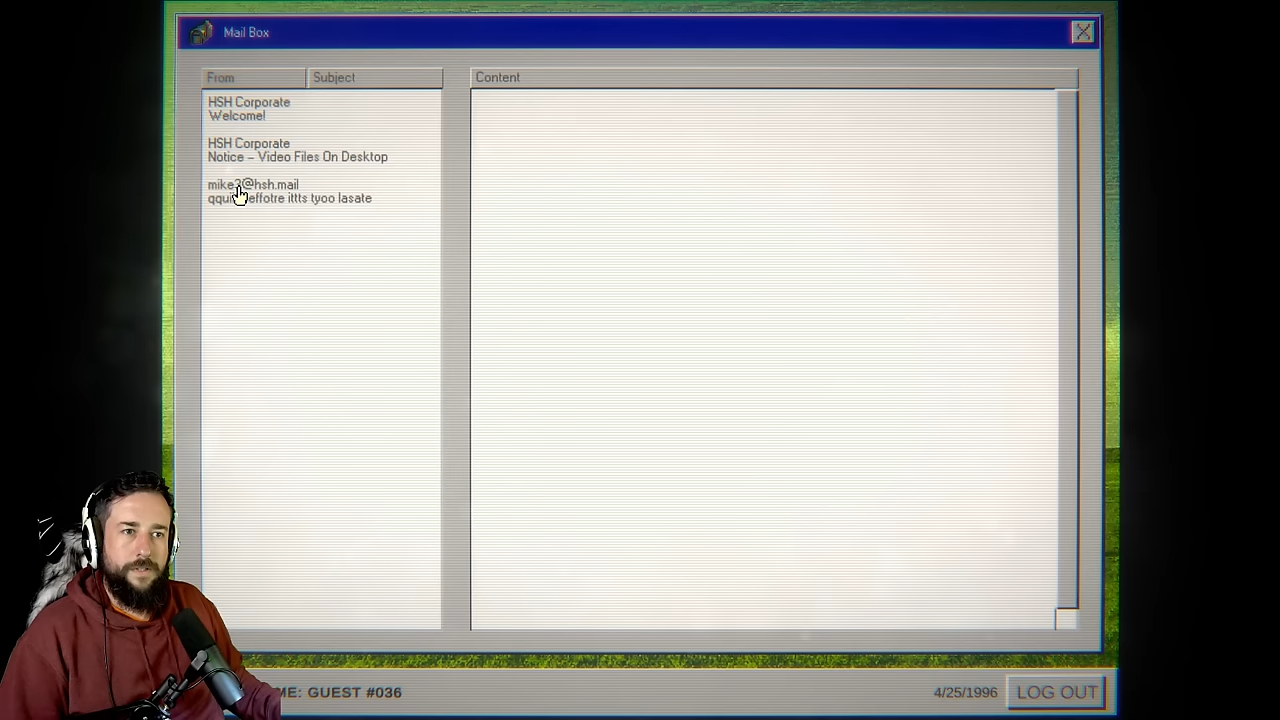 Mail Box
From
Subject
Content
HSH Corporate
Welcome!
HSH Corporate
Notice - Video Files On Desktop
@hsh.mail
effotre ittts tyoo lasate
ME: GUEST #036
4/25/1996
LOG OUT